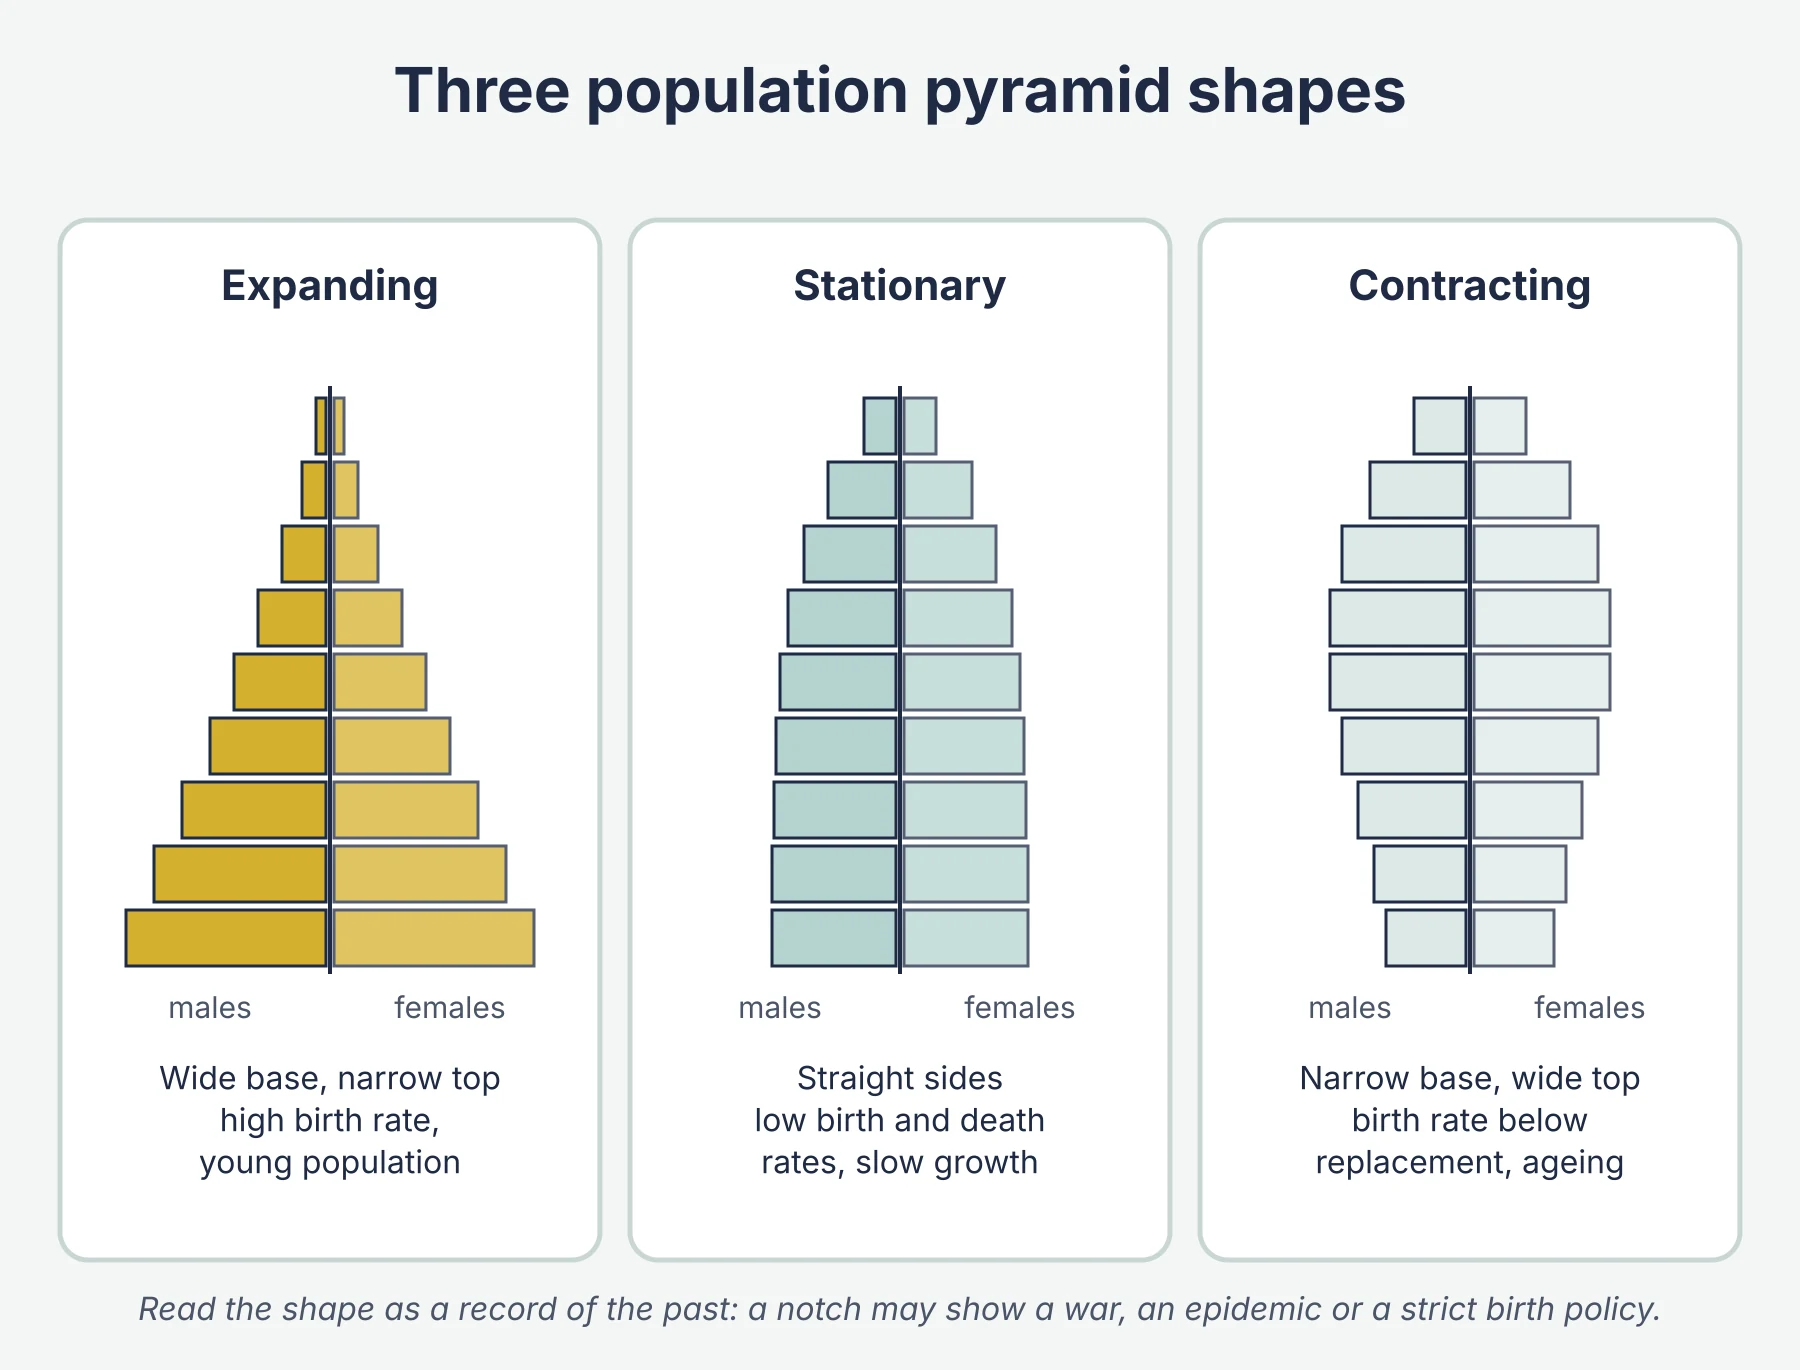 Three population pyramid shapes
Expanding
males
females
Wide base, narrow top
high birth rate,
young population
Stationary
males
females
Straight sides
low birth and death
rates, slow growth
Contracting
males
females
Narrow base, wide top
birth rate below
replacement, ageing
Read the shape as a record of the past: a notch may show a war, an epidemic or a strict birth policy.